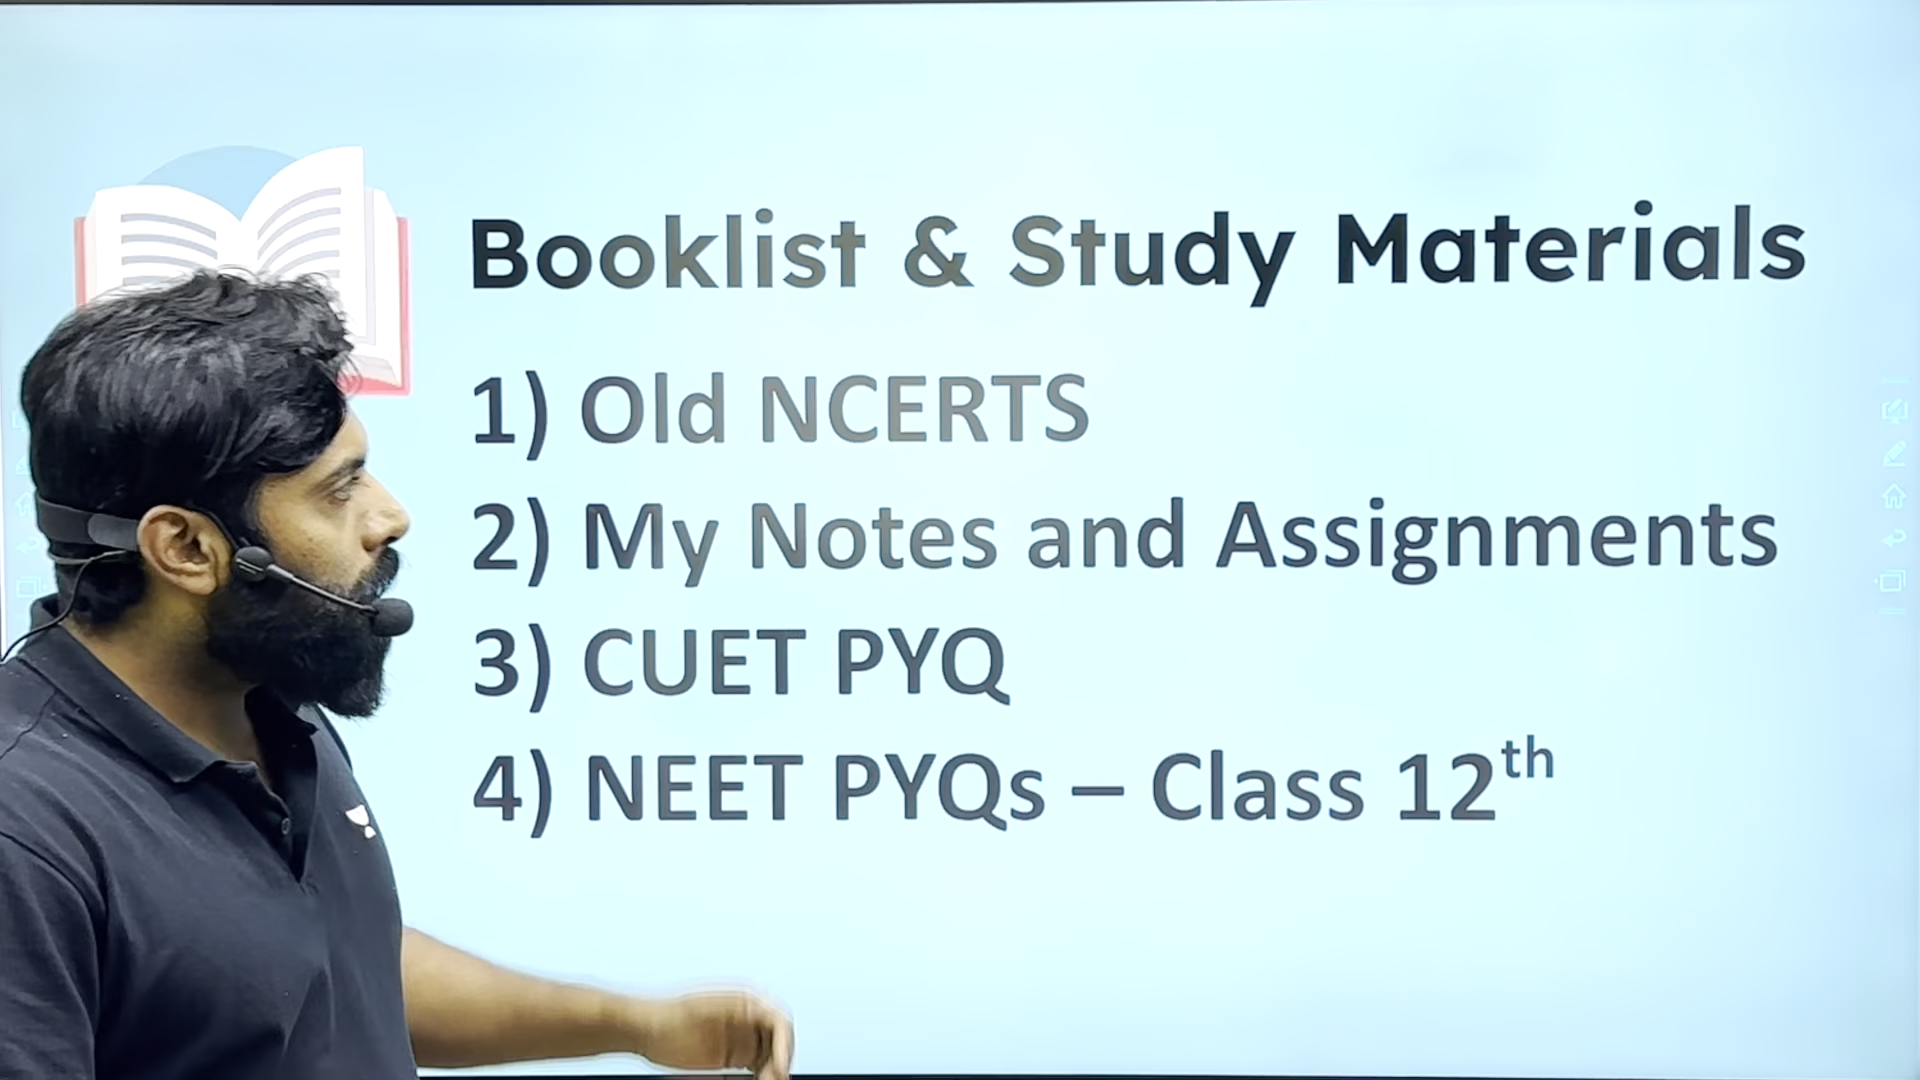 Booklist & Study Materials
1) Old NCERTS
2) My Notes and Assignments
3) CUET PYQ
4) NEET PYQs – Class 12th